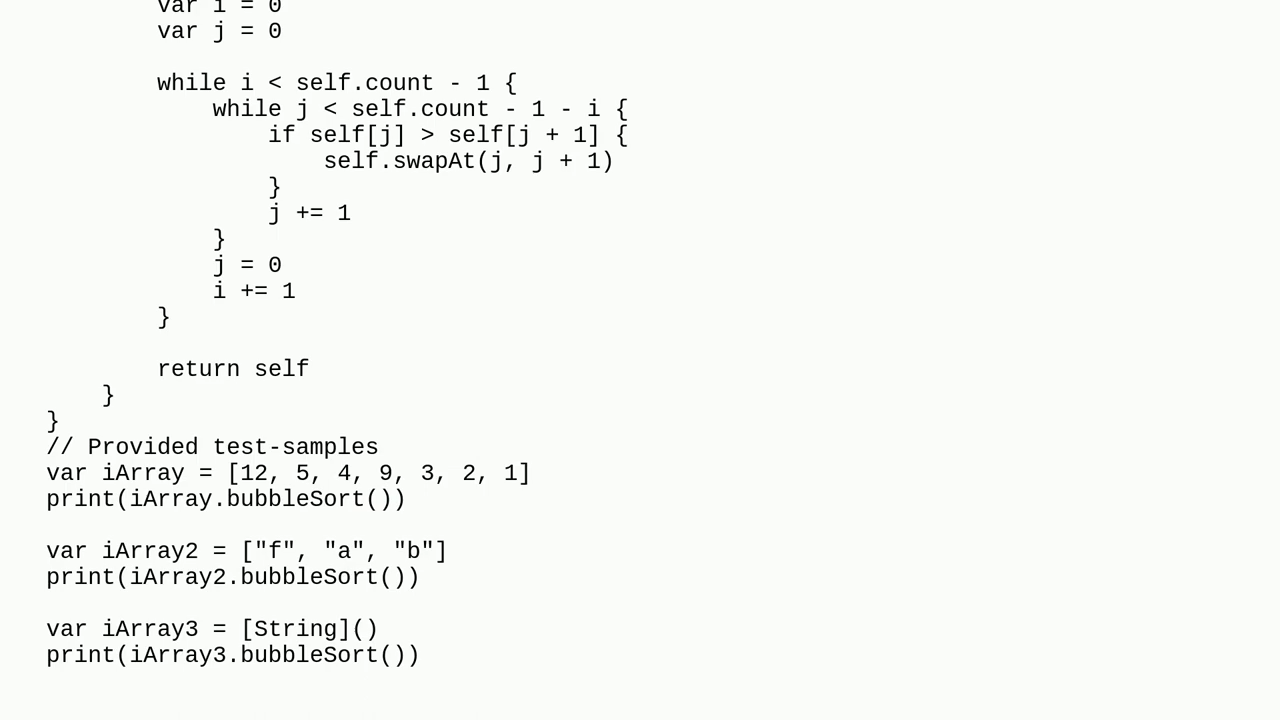 var i = 0
var j = 0
while i < self.count - 1 {
while j < self.count - 1 - i {
if self[j] > self[j + 1] {
self.swapAt(j, j + 1)
}
j += 1
}
j = 0
i += 1
}
return self
}
}
// Provided test-samples
var iArray = [12, 5, 4, 9, 3, 2, 1]
print(iArray.bubbleSort())
var iArray2 = ["f", "a", "b"]
print(iArray2.bubbleSort())
var iArray3 = [String]()
print(iArray3.bubbleSort())